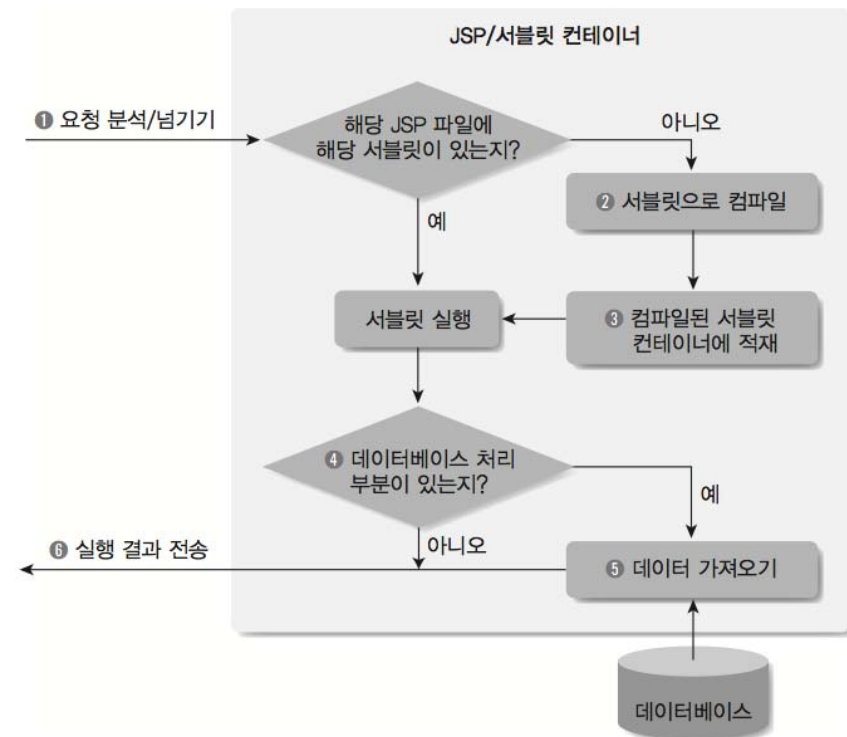 JSP/서블릿 컨테이너
❶ 요청 분석/넘기기
해당 JSP 파일에
해당 서블릿이 있는지?
아니오
❷ 서블릿으로 컴파일
예
서블릿 실행
❸ 컴파일된 서블릿
컨테이너에 적재
❹ 데이터베이스 처리
부분이 있는지?
예
❻ 실행 결과 전송
아니오
❺ 데이터 가져오기
데이터베이스